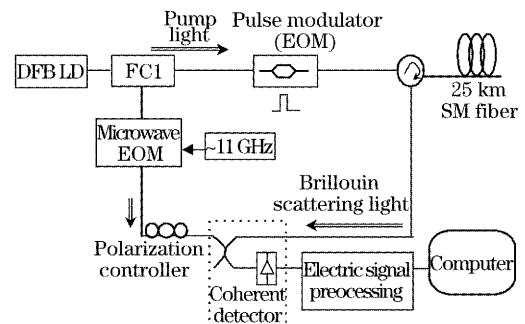 Pump
light
Pulse modulator
(EOM)
DFB LD
FC1
25 km
SM fiber
Microwave
EOM
~11 GHz
Brillouin
scattering light
Polarization
controller
Coherent
detector
Electric signal
preocessing
Computer